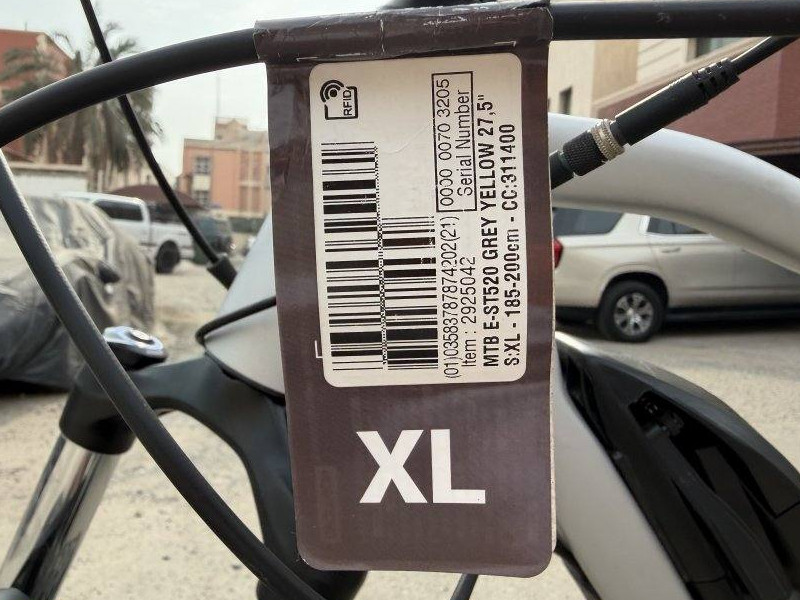 RFID
0000 0070 3205
Serial Number
(01)03583787874202(21)
Item : 2925042
MTB E-ST520 GREY YELLOW 27,5"
S:XL - 185-200cm - CC:311400
XL